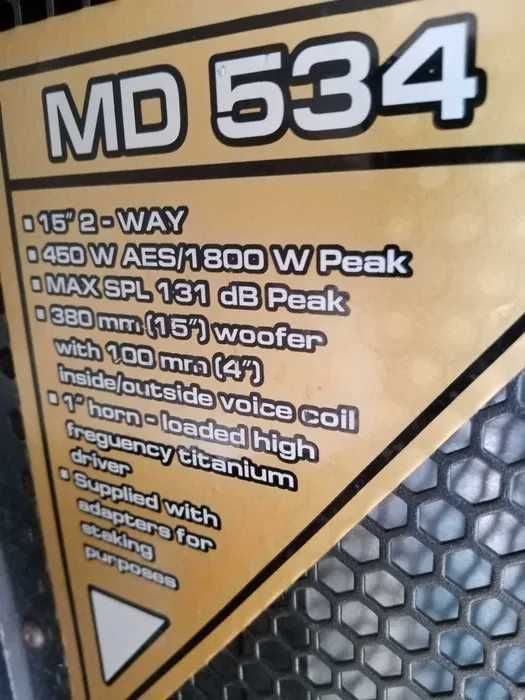 MD 534
15" 2 - WAY
450 W AES/1800 W Peak
MAX SPL 131 dB Peak
380 mm (15") woofer
with 100 mm (4")
inside/outside voice coil
1" horn - loaded high
freguency titanium
driver
Supplied with
adapters for
staking
purposes